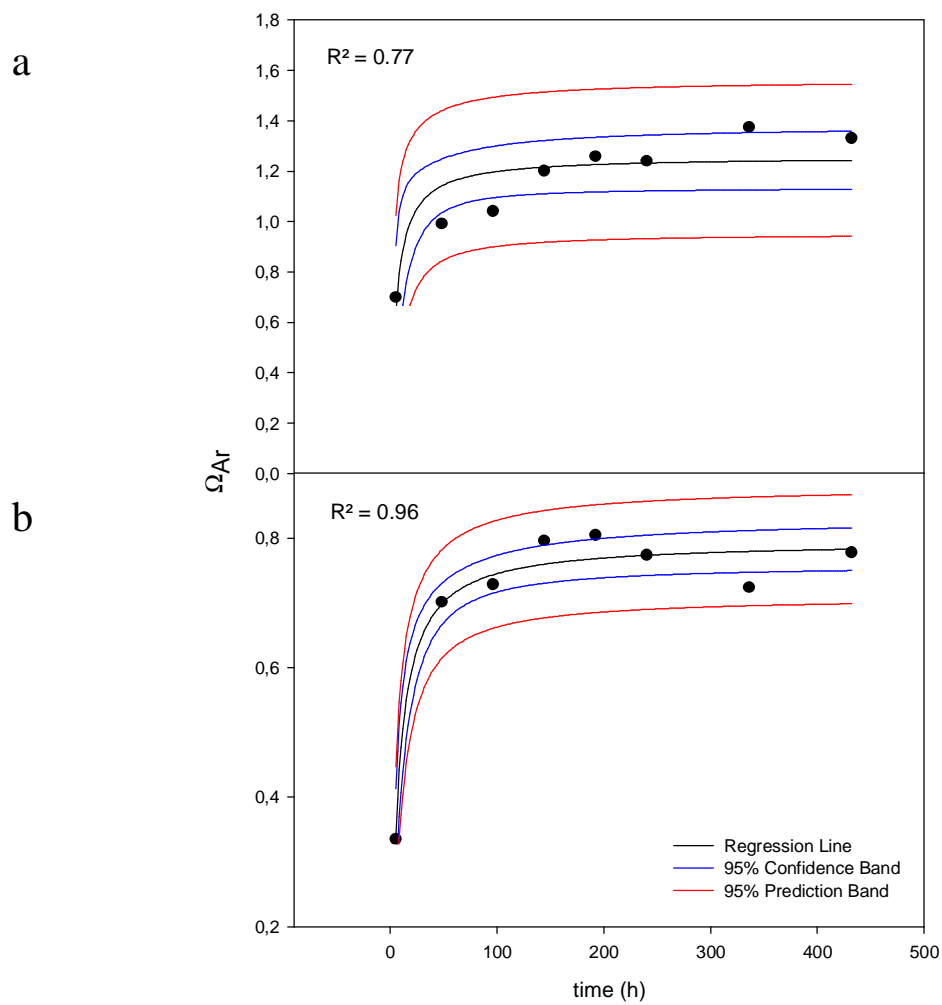 a
R² = 0.77
1,8
1,6
1,4
1,2
1,0
0,8
0,6
0,4
0,2
0,0
Ω_Ar
b
R² = 0.96
0,8
0,6
0,4
0,2
Regression Line
95% Confidence Band
95% Prediction Band
0 100 200 300 400 500
time (h)